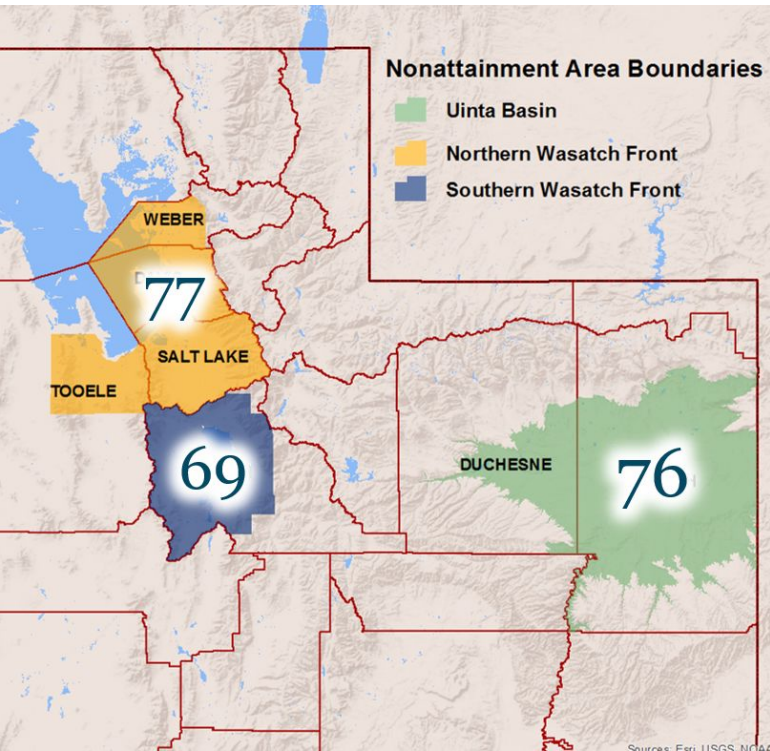 Nonattainment Area Boundaries
Uinta Basin
Northern Wasatch Front
Southern Wasatch Front
WEBER
77
SALT LAKE
TOOELE
69
DUCHESNE
76
Sources: Esri, USGS, NOAA